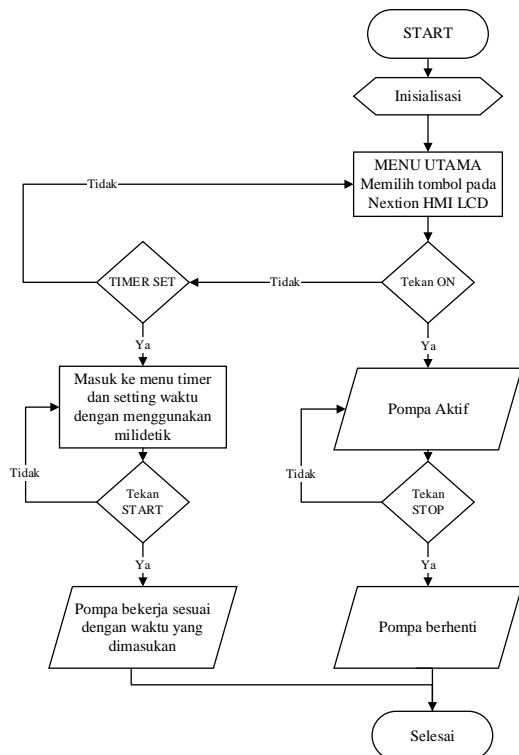 START
Inisialisasi
MENU UTAMA
Memilih tombol pada
Nextion HMI LCD
Tidak
TIMER SET
Tidak
Tekan ON
Ya
Ya
Masuk ke menu timer
dan setting waktu
dengan menggunakan
milidetik
Pompa Aktif
Tidak
Tidak
Tekan
START
Tekan
STOP
Ya
Ya
Pompa bekerja sesuai
dengan waktu yang
dimasukan
Pompa berhenti
Selesai